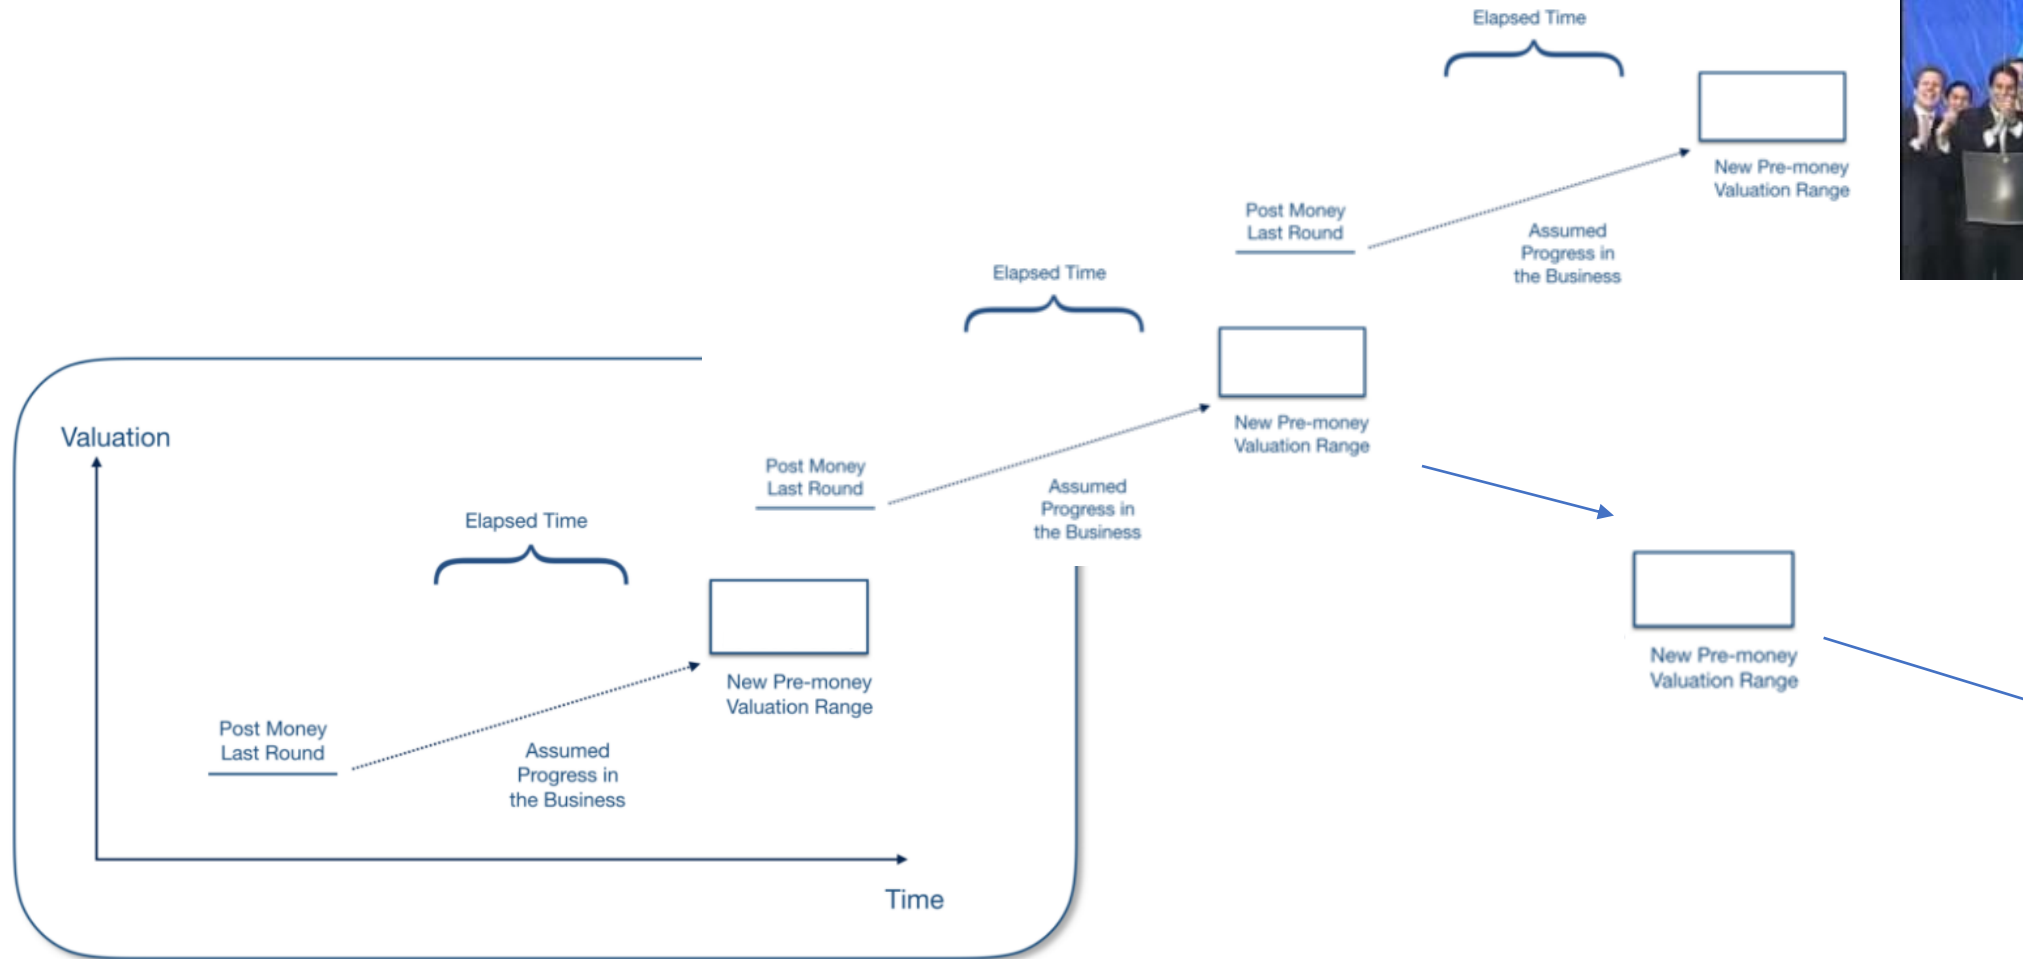 Elapsed Time
New Pre-money
Valuation Range
Post Money
Last Round
Assumed
Progress in
the Business
Elapsed Time
New Pre-money
Valuation Range
Post Money
Last Round
Assumed
Progress in
the Business
Valuation
Elapsed Time
New Pre-money
Valuation Range
New Pre-money
Valuation Range
Post Money
Last Round
Assumed
Progress in
the Business
Time